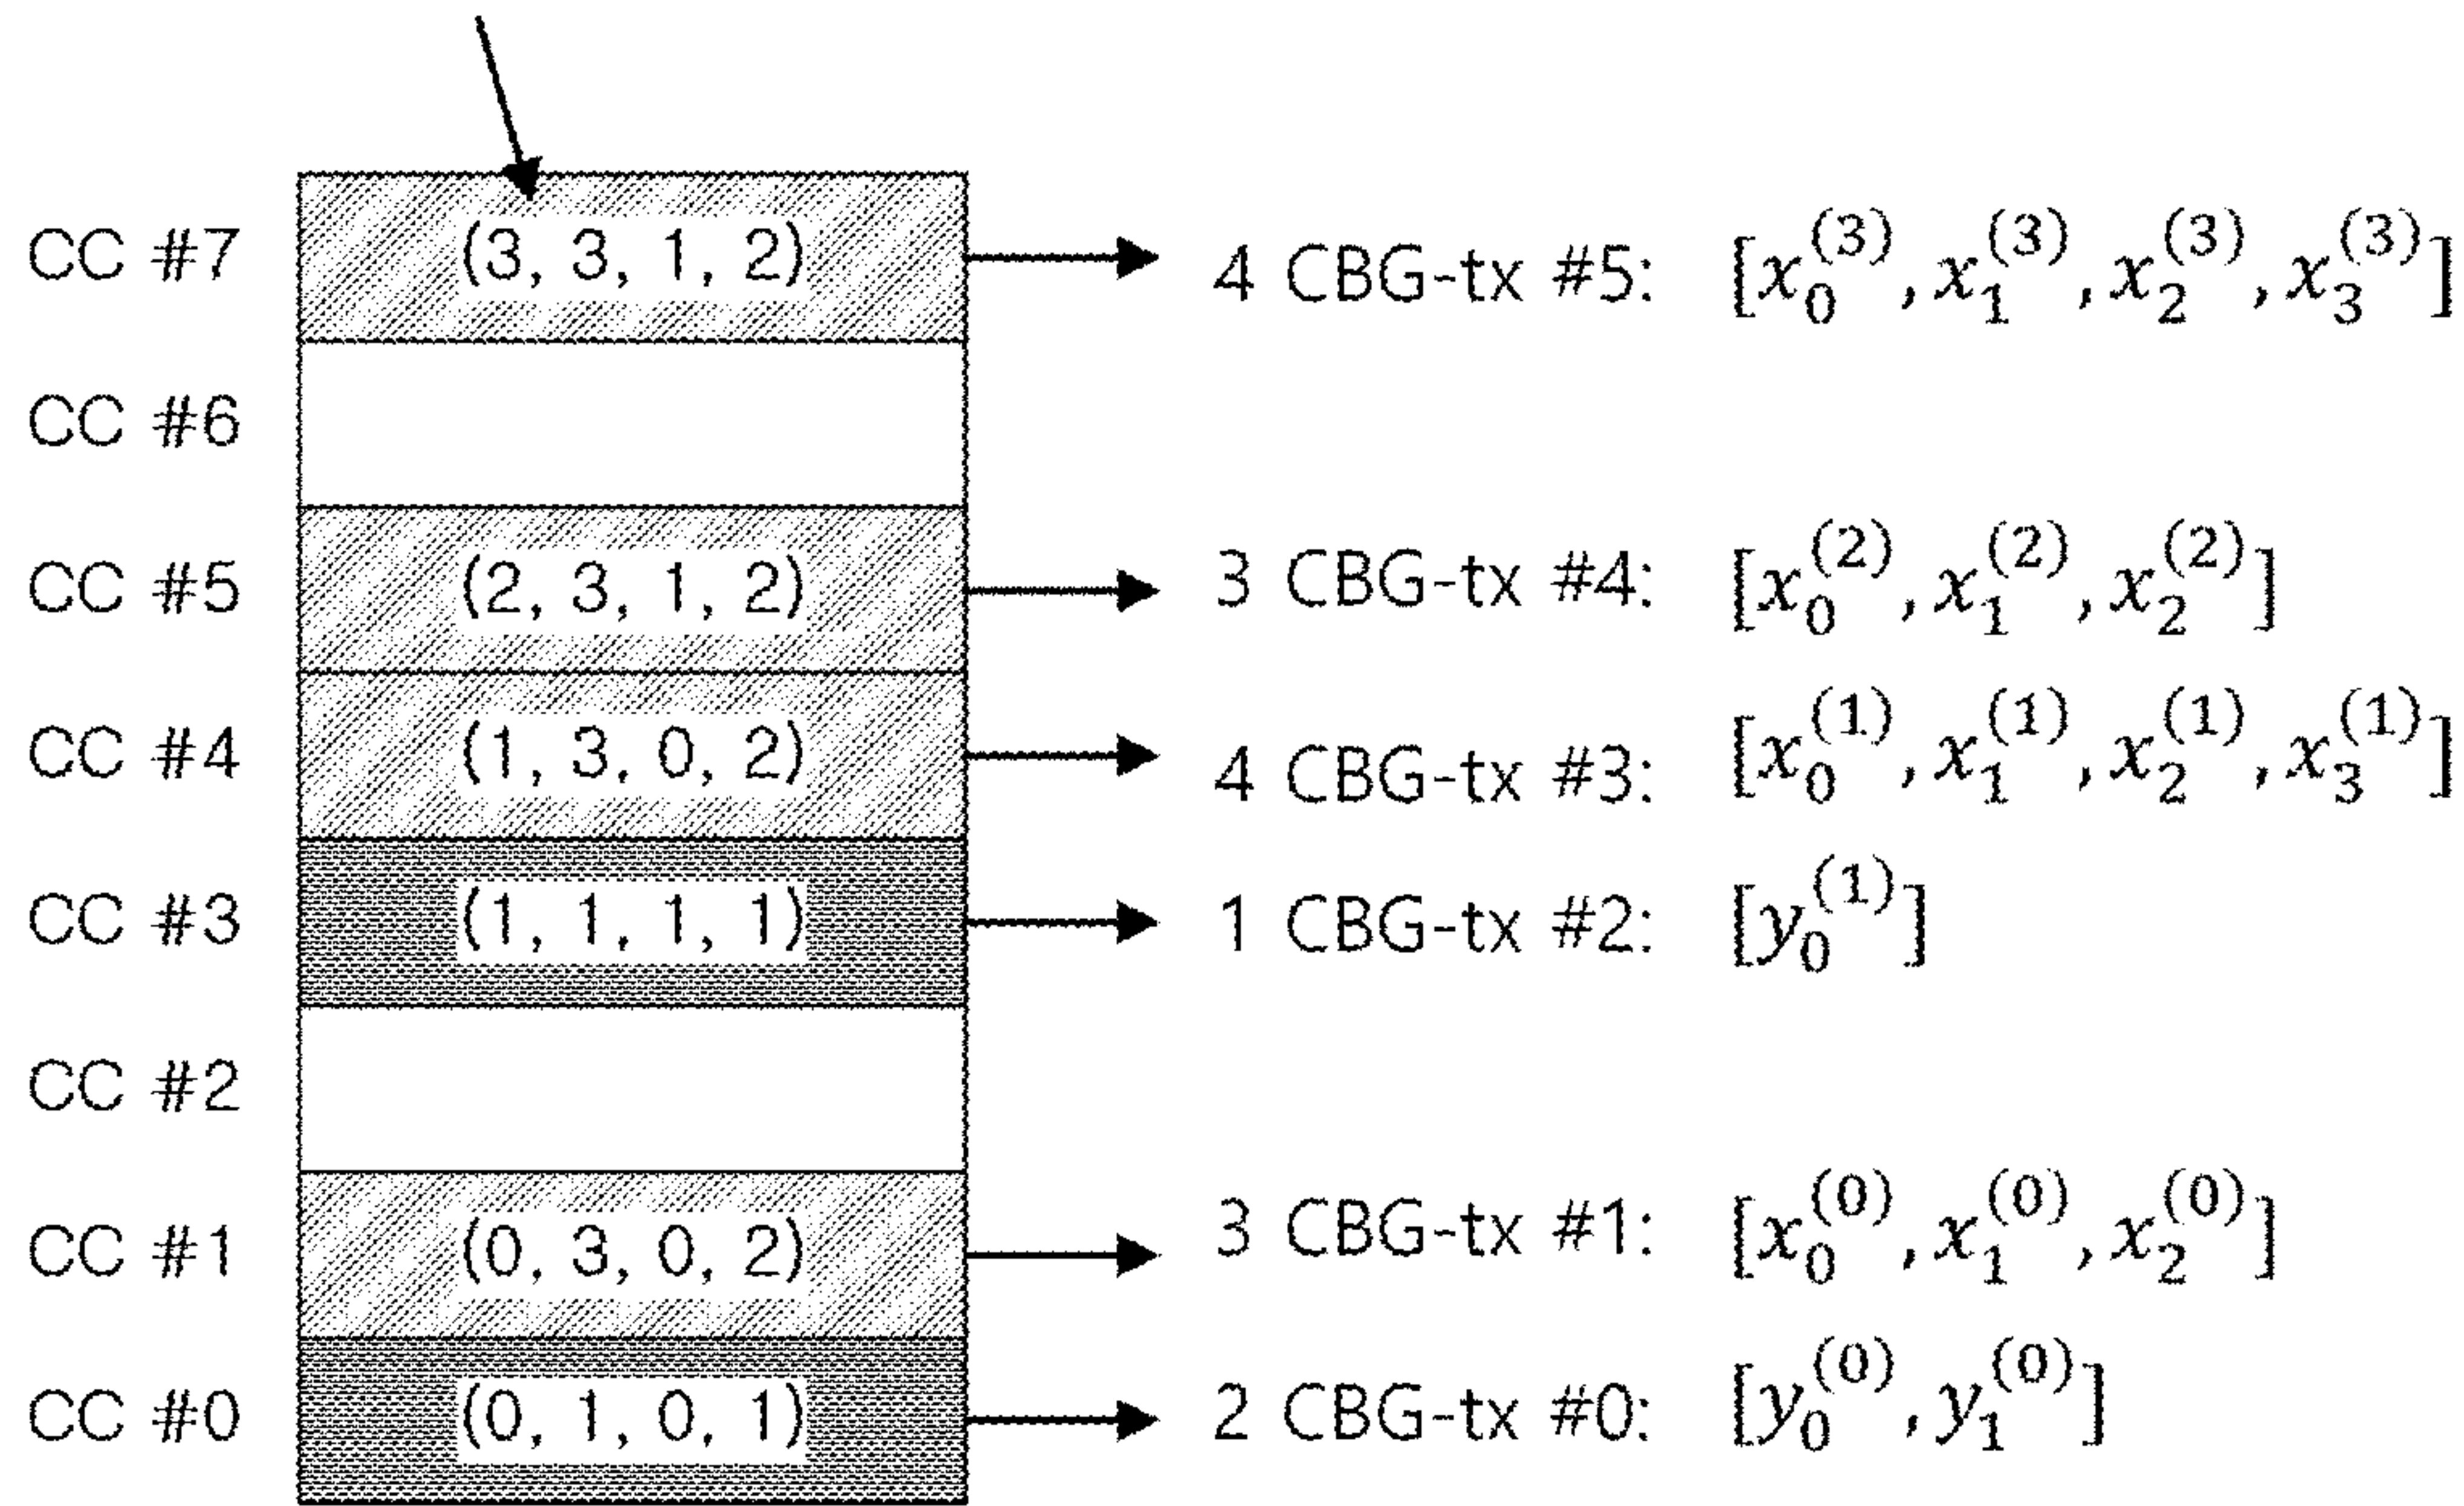 CC #7 (3, 3, 1, 2) 4 CBG-tx #5: [x_0^(3), x_1^(3), x_2^(3), x_3^(3)]
CC #6
CC #5 (2, 3, 1, 2) 3 CBG-tx #4: [x_0^(2), x_1^(2), x_2^(2)]
CC #4 (1, 3, 0, 2) 4 CBG-tx #3: [x_0^(1), x_1^(1), x_2^(1), x_3^(1)]
CC #3 (1, 1, 1, 1) 1 CBG-tx #2: [y_0^(1)]
CC #2
CC #1 (0, 3, 0, 2) 3 CBG-tx #1: [x_0^(0), x_1^(0), x_2^(0)]
CC #0 (0, 1, 0, 1) 2 CBG-tx #0: [y_0^(0), y_1^(0)]